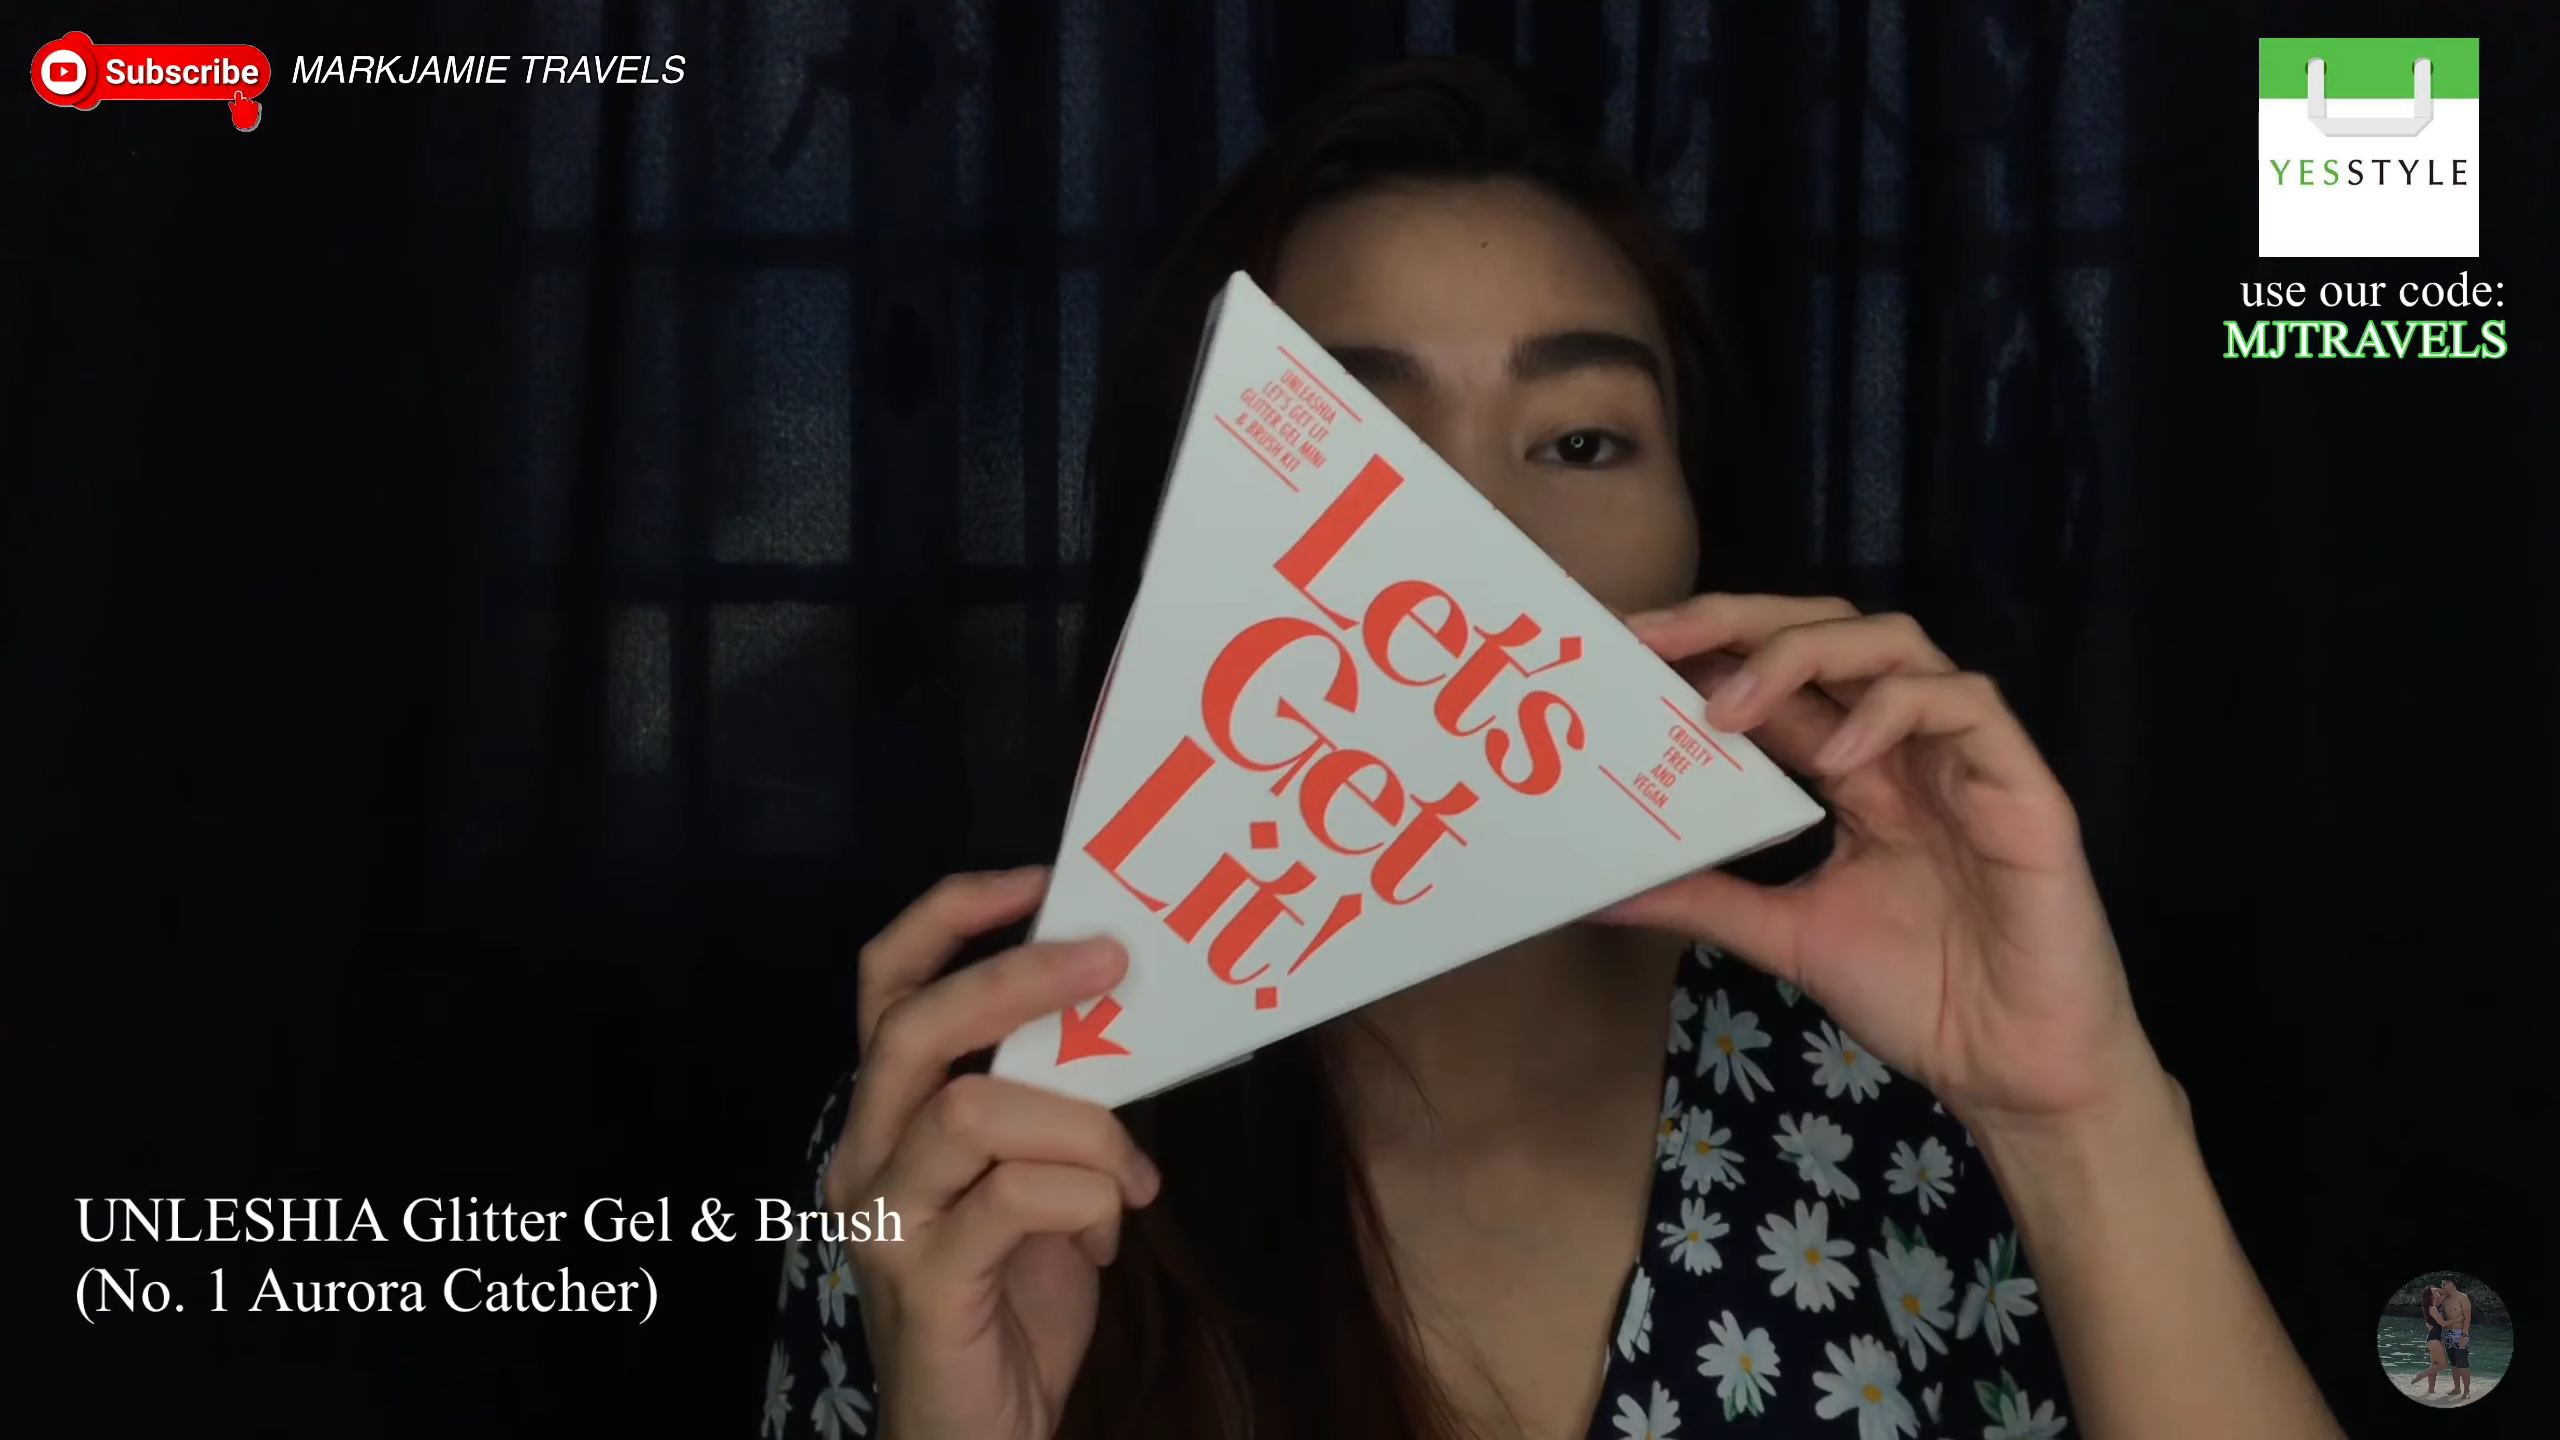 Subscribe
MARKJAMIE TRAVELS
YESSTYLE
use our code:
MJTRAVELS
UNLEASHIA
LET'S GET LIT
GLITTER GEL MINI
& BRUSH KIT
Let's
Get
Lit!
CRUELTY
FREE
AND
VEGAN
UNLESHIA Glitter Gel & Brush
(No. 1 Aurora Catcher)